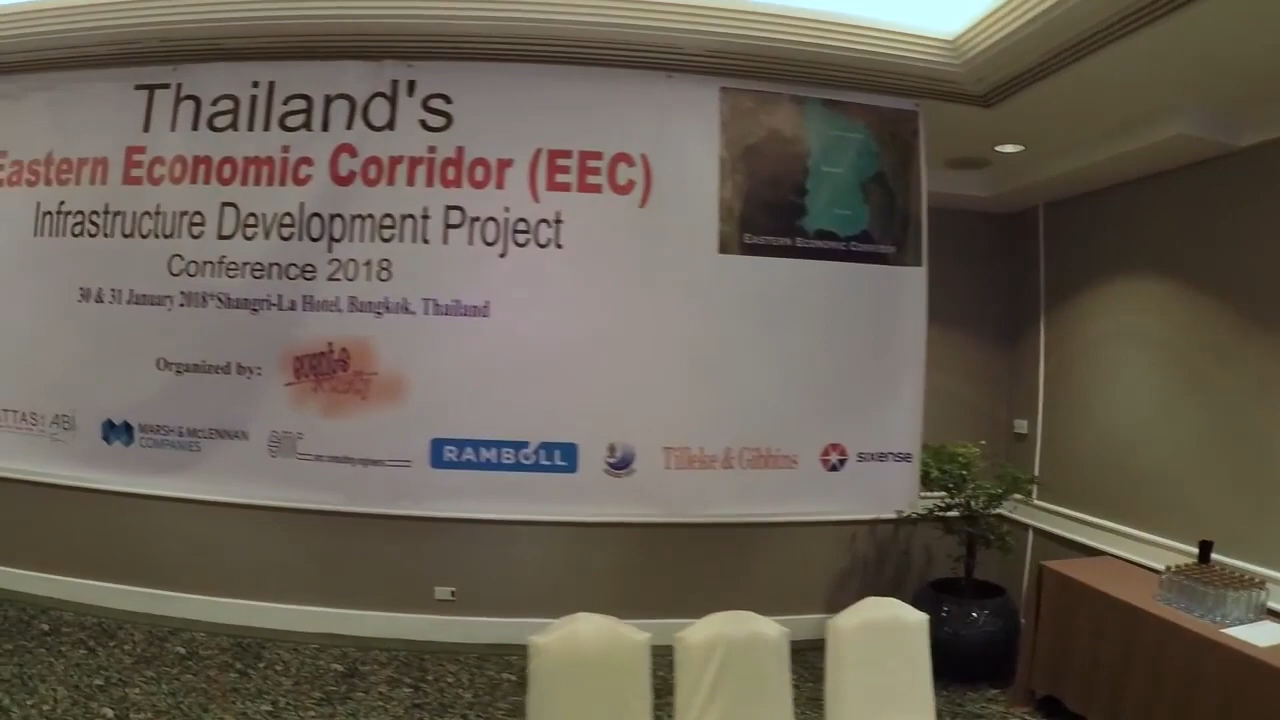 Thailand's
Eastern Economic Corridor (EEC)
Infrastructure Development Project
Conference 2018
30 & 31 January 2018*Shangri-La Hotel, Bangkok, Thailand
EASTERN ECONOMIC CORRIDOR
Organized by:
MARSH & McLENNAN
COMPANIES
RAMBOLL
Tilleke & Gibbins
sixense